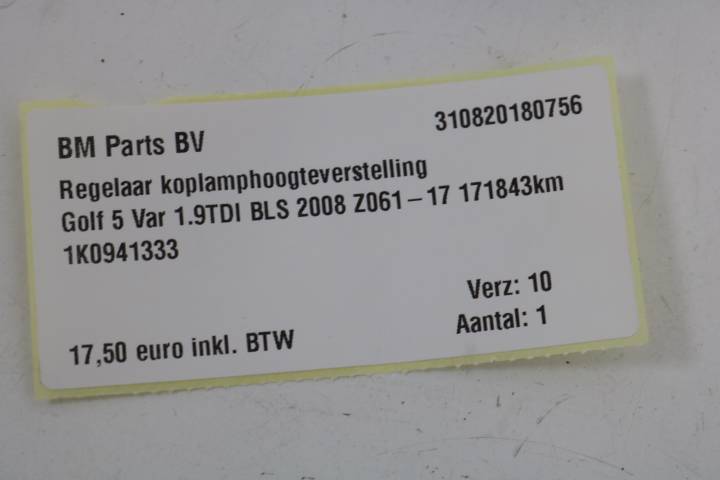 BM Parts BV
310820180756
Regelaar koplamphoogteverstelling
Golf 5 Var 1.9TDI BLS 2008 Z061-17 171843km
1K0941333
Verz: 10
Aantal: 1
17,50 euro inkl. BTW